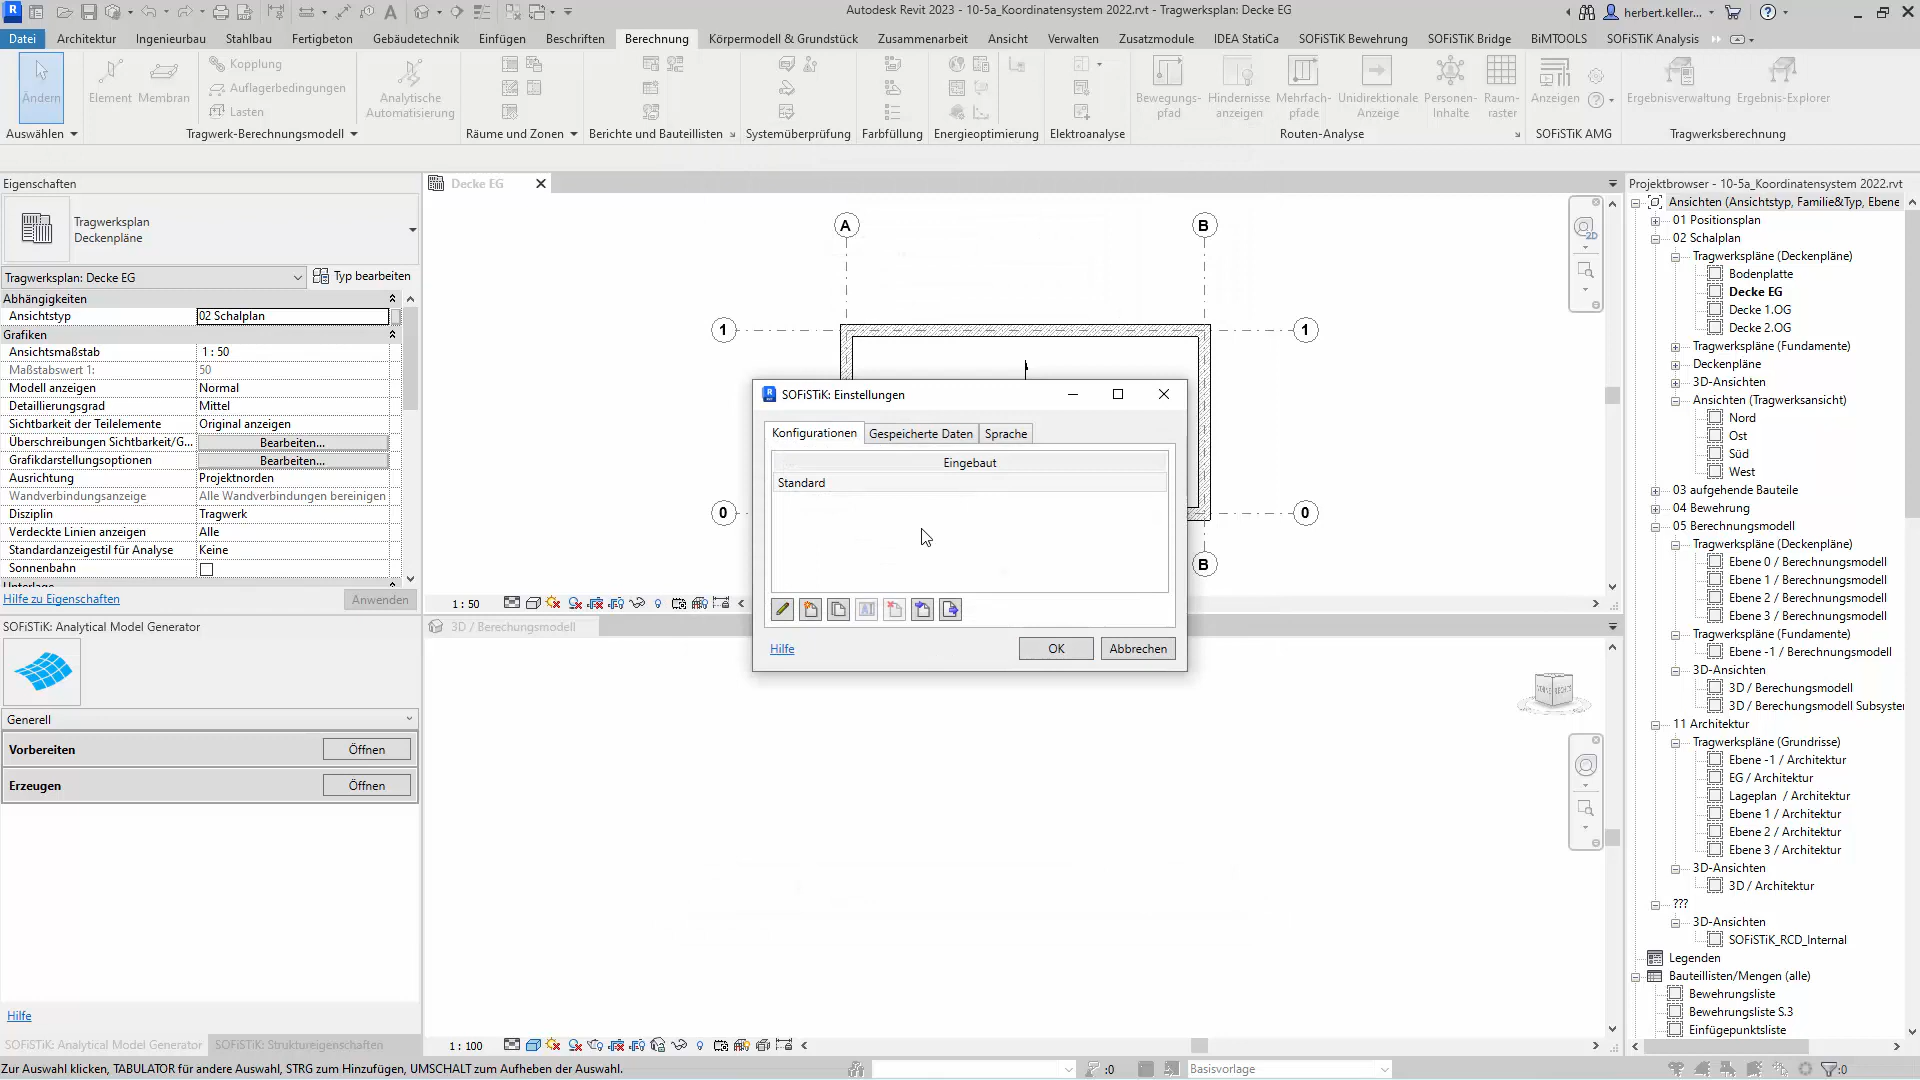 Autodesk Revit 2023 - 10-5a_Koordinatensystem 2022.rvt - Tragwerksplan: Decke EG
herbert.keller...
Datei Architektur Ingenieurbau Stahlbau Fertigbeton Gebäudetechnik Einfügen Beschriften Berechnung Körpermodell & Grundstück Zusammenarbeit Ansicht Verwalten Zusatzmodule IDEA StatiCa SOFiSTiK Bewehrung SOFiSTiK Bridge BiMTOOLS SOFiSTiK Analysis
Ändern
Element Membran
Kopplung
Auflagerbedingungen
Lasten
Analytische Automatisierung
Bewegungs-pfad
Hindernisse anzeigen
Mehrfach-pfade
Unidirektionale Anzeige
Personen-Inhalte
Raum-raster
Anzeigen
Ergebnisverwaltung Ergebnis-Explorer
Auswählen Tragwerk-Berechnungsmodell Räume und Zonen Berichte und Bauteillisten Systemüberprüfung Farbfüllung Energieoptimierung Elektroanalyse Routen-Analyse SOFiSTiK AMG Tragwerksberechnung
Eigenschaften
Tragwerksplan
Deckenpläne
Tragwerksplan: Decke EG Typ bearbeiten
Abhängigkeiten
Ansichtstyp 02 Schalplan
Grafiken
Ansichtsmaßstab 1 : 50
Maßstabswert 1: 50
Modell anzeigen Normal
Detaillierungsgrad Mittel
Sichtbarkeit der Teilelemente Original anzeigen
Überschreibungen Sichtbarkeit/G... Bearbeiten...
Grafikdarstellungsoptionen Bearbeiten...
Ausrichtung Projektnorden
Wandverbindungsanzeige Alle Wandverbindungen bereinigen
Disziplin Tragwerk
Verdeckte Linien anzeigen Alle
Standardanzeigestil für Analyse Keine
Sonnenbahn
Unterlage
Hilfe zu Eigenschaften Anwenden
SOFiSTiK: Analytical Model Generator
Generell
Vorbereiten Öffnen
Erzeugen Öffnen
Hilfe
SOFiSTiK: Analytical Model Generator SOFiSTiK: Struktureigenschaften
Decke EG
A B
1 1
0 0
B
2D
1 : 50
SOFiSTiK: Einstellungen
Konfigurationen Gespeicherte Daten Sprache
Eingebaut
Standard
Hilfe OK Abbrechen
3D / Berechungsmodell
1 : 100
Projektbrowser - 10-5a_Koordinatensystem 2022.rvt
Ansichten (Ansichtstyp, Familie&Typ, Ebene
01 Positionsplan
02 Schalplan
Tragwerkspläne (Deckenpläne)
Bodenplatte
Decke EG
Decke 1.OG
Decke 2.OG
Tragwerkspläne (Fundamente)
Deckenpläne
3D-Ansichten
Ansichten (Tragwerksansicht)
Nord
Ost
Süd
West
03 aufgehende Bauteile
04 Bewehrung
05 Berechnungsmodell
Tragwerkspläne (Deckenpläne)
Ebene 0 / Berechnungsmodell
Ebene 1 / Berechnungsmodell
Ebene 2 / Berechnungsmodell
Ebene 3 / Berechnungsmodell
Tragwerkspläne (Fundamente)
Ebene -1 / Berechnungsmodell
3D-Ansichten
3D / Berechungsmodell
3D / Berechungsmodell Subsyster
11 Architektur
Tragwerkspläne (Grundrisse)
Ebene -1 / Architektur
EG / Architektur
Lageplan / Architektur
Ebene 1 / Architektur
Ebene 2 / Architektur
Ebene 3 / Architektur
3D-Ansichten
3D / Architektur
???
3D-Ansichten
SOFiSTiK_RCD_Internal
Legenden
Bauteillisten/Mengen (alle)
Bewehrungsliste
Bewehrungsliste S.3
Einfügepunktsliste
Zur Auswahl klicken, TABULATOR für andere Auswahl, STRG zum Hinzufügen, UMSCHALT zum Aufheben der Auswahl.
:0 Basisvorlage :0